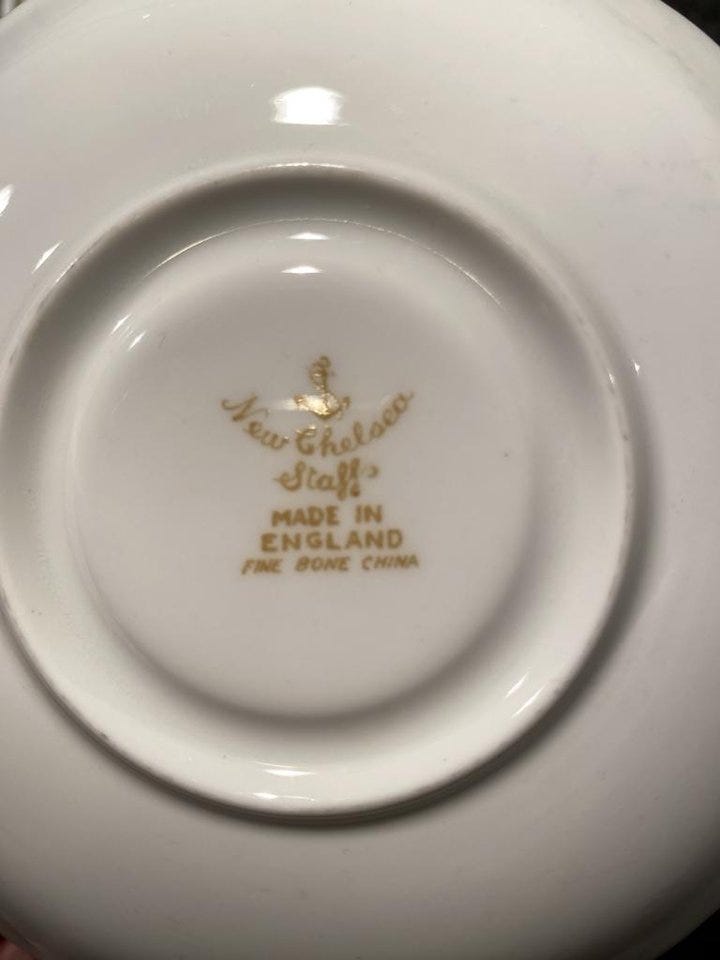 New Chelsea
Staffs
MADE IN
ENGLAND
FINE BONE CHINA